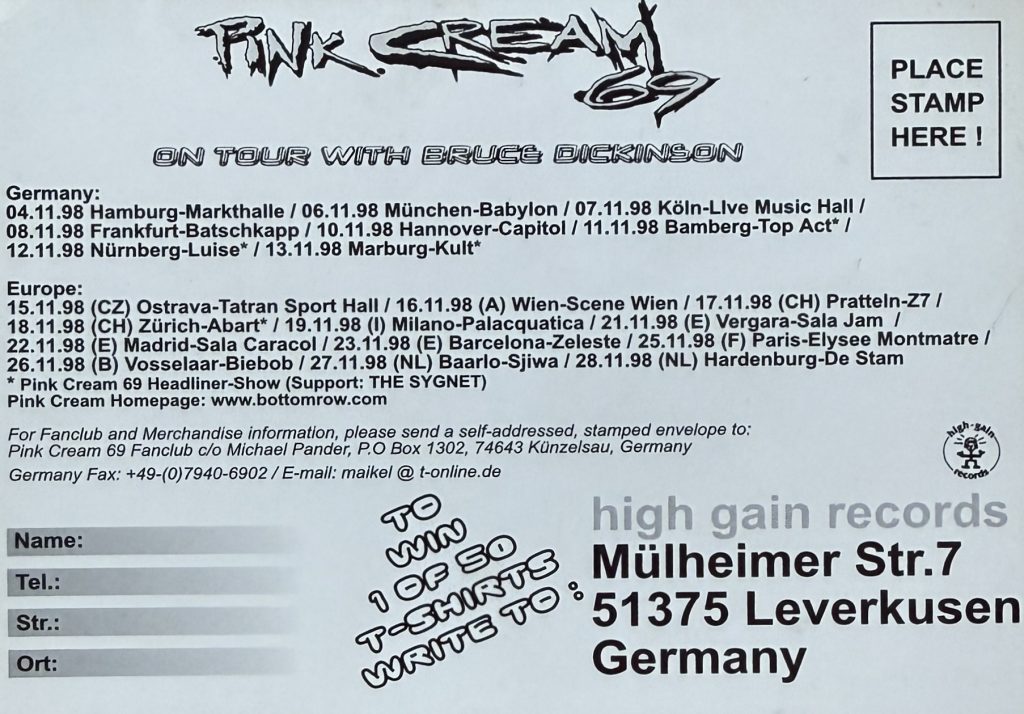 PINK CREAM 69
PLACE
STAMP
HERE !
ON TOUR WITH BRUCE DICKINSON
Germany:
04.11.98 Hamburg-Markthalle / 06.11.98 München-Babylon / 07.11.98 Köln-LIve Music Hall /
08.11.98 Frankfurt-Batschkapp / 10.11.98 Hannover-Capitol / 11.11.98 Bamberg-Top Act* /
12.11.98 Nürnberg-Luise* / 13.11.98 Marburg-Kult*
Europe:
15.11.98 (CZ) Ostrava-Tatran Sport Hall / 16.11.98 (A) Wien-Scene Wien / 17.11.98 (CH) Pratteln-Z7 /
18.11.98 (CH) Zürich-Abart* / 19.11.98 (I) Milano-Palacquatica / 21.11.98 (E) Vergara-Sala Jam /
22.11.98 (E) Madrid-Sala Caracol / 23.11.98 (E) Barcelona-Zeleste / 25.11.98 (F) Paris-Elysee Montmatre /
26.11.98 (B) Vosselaar-Biebob / 27.11.98 (NL) Baarlo-Sjiwa / 28.11.98 (NL) Hardenburg-De Stam
* Pink Cream 69 Headliner-Show (Support: THE SYGNET)
Pink Cream Homepage: www.bottomrow.com
For Fanclub and Merchandise information, please send a self-addressed, stamped envelope to:
Pink Cream 69 Fanclub c/o Michael Pander, P.O Box 1302, 74643 Künzelsau, Germany
Germany Fax: +49-(0)7940-6902 / E-mail: maikel @ t-online.de
high-gain
records
Name:
Tel.:
Str.:
Ort:
TO
WIN
1 OF 50
T-SHIRTS
WRITE TO :
high gain records
Mülheimer Str.7
51375 Leverkusen
Germany